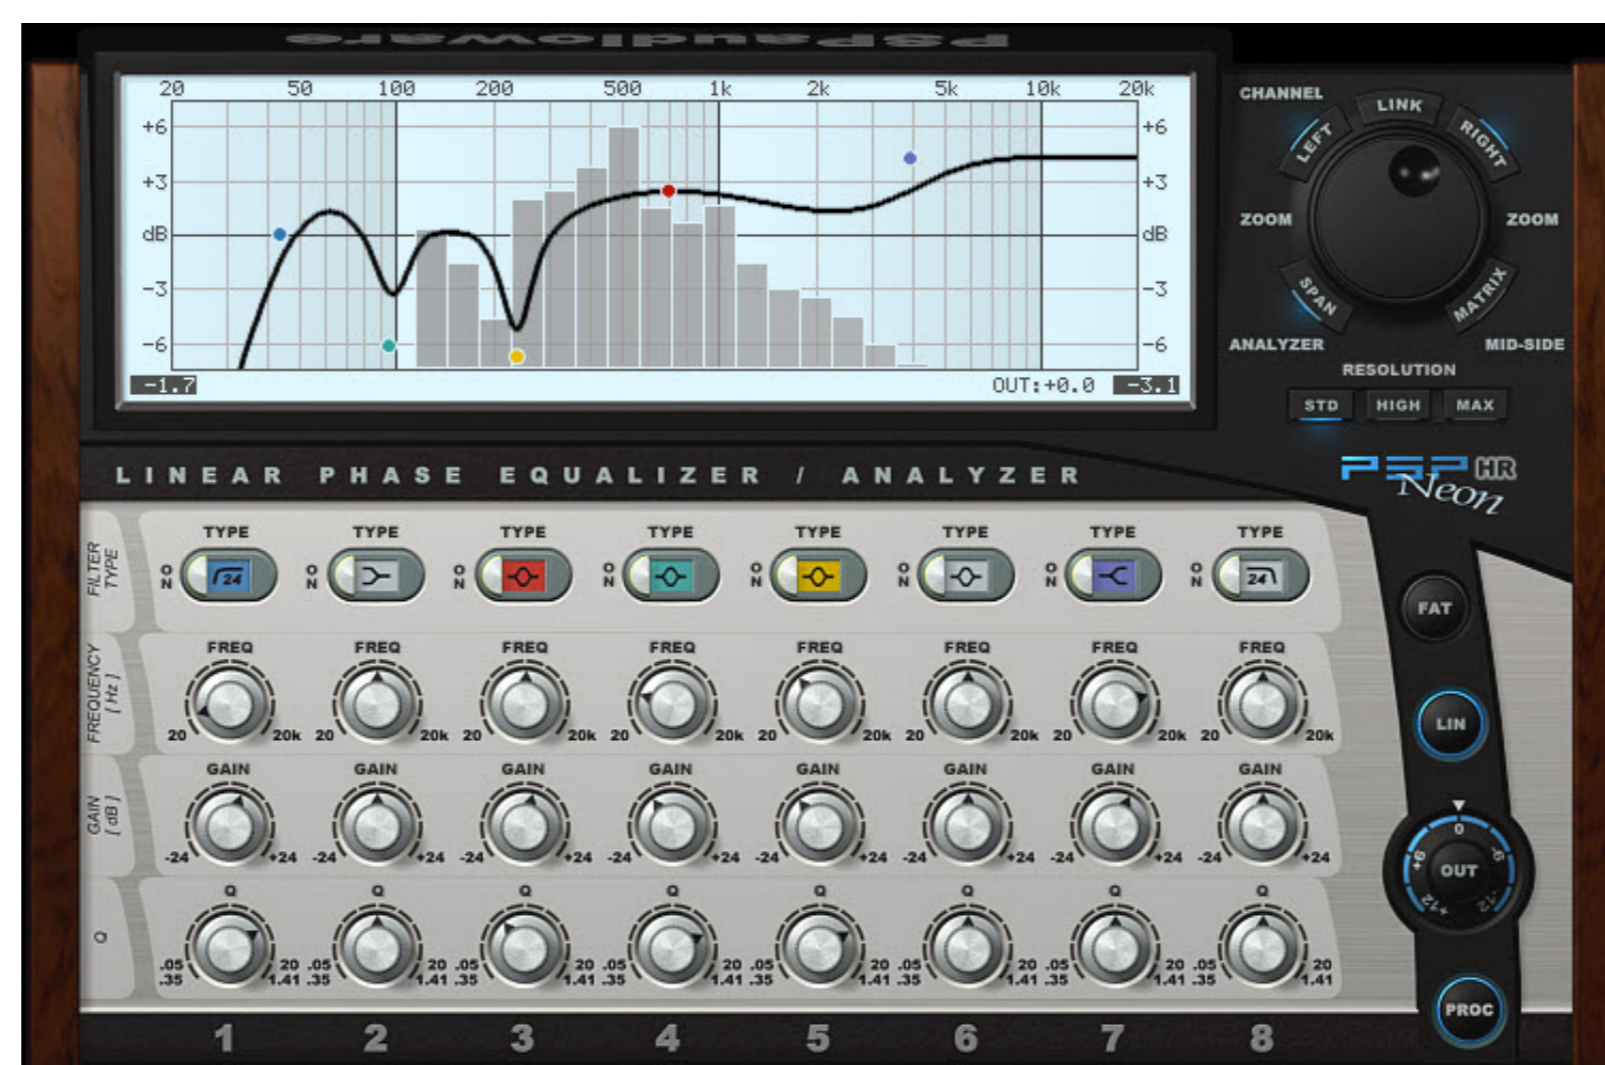 PSPaudioware
20 50 100 200 500 1k 2k 5k 10k 20k
+6 +6
+3 +3
dB dB
-3 -3
-6 -6
-1.7 OUT:+0.0 -3.1
CHANNEL
LEFT LINK RIGHT
ZOOM ZOOM
SPAN MATRIX
ANALYZER MID-SIDE
RESOLUTION
STD HIGH MAX
LINEAR PHASE EQUALIZER / ANALYZER
PSP HR
Neon
FILTER TYPE
TYPE TYPE TYPE TYPE TYPE TYPE TYPE TYPE
ON ON ON ON ON ON ON ON
24 24
FAT
FREQUENCY [ Hz ]
FREQ FREQ FREQ FREQ FREQ FREQ FREQ FREQ
20 20k 20 20k 20 20k 20 20k 20 20k 20 20k 20 20k 20 20k
LIN
GAIN [ dB ]
GAIN GAIN GAIN GAIN GAIN GAIN GAIN GAIN
-24 +24 -24 +24 -24 +24 -24 +24 -24 +24 -24 +24 -24 +24 -24 +24
0
+6 OUT -6
+12 -12
Q
Q Q Q Q Q Q Q Q
.05 20 .05 20 .05 20 .05 20 .05 20 .05 20 .05 20 .05 20
.35 1.41 .35 1.41 .35 1.41 .35 1.41 .35 1.41 .35 1.41 .35 1.41 .35 1.41
PROC
1 2 3 4 5 6 7 8